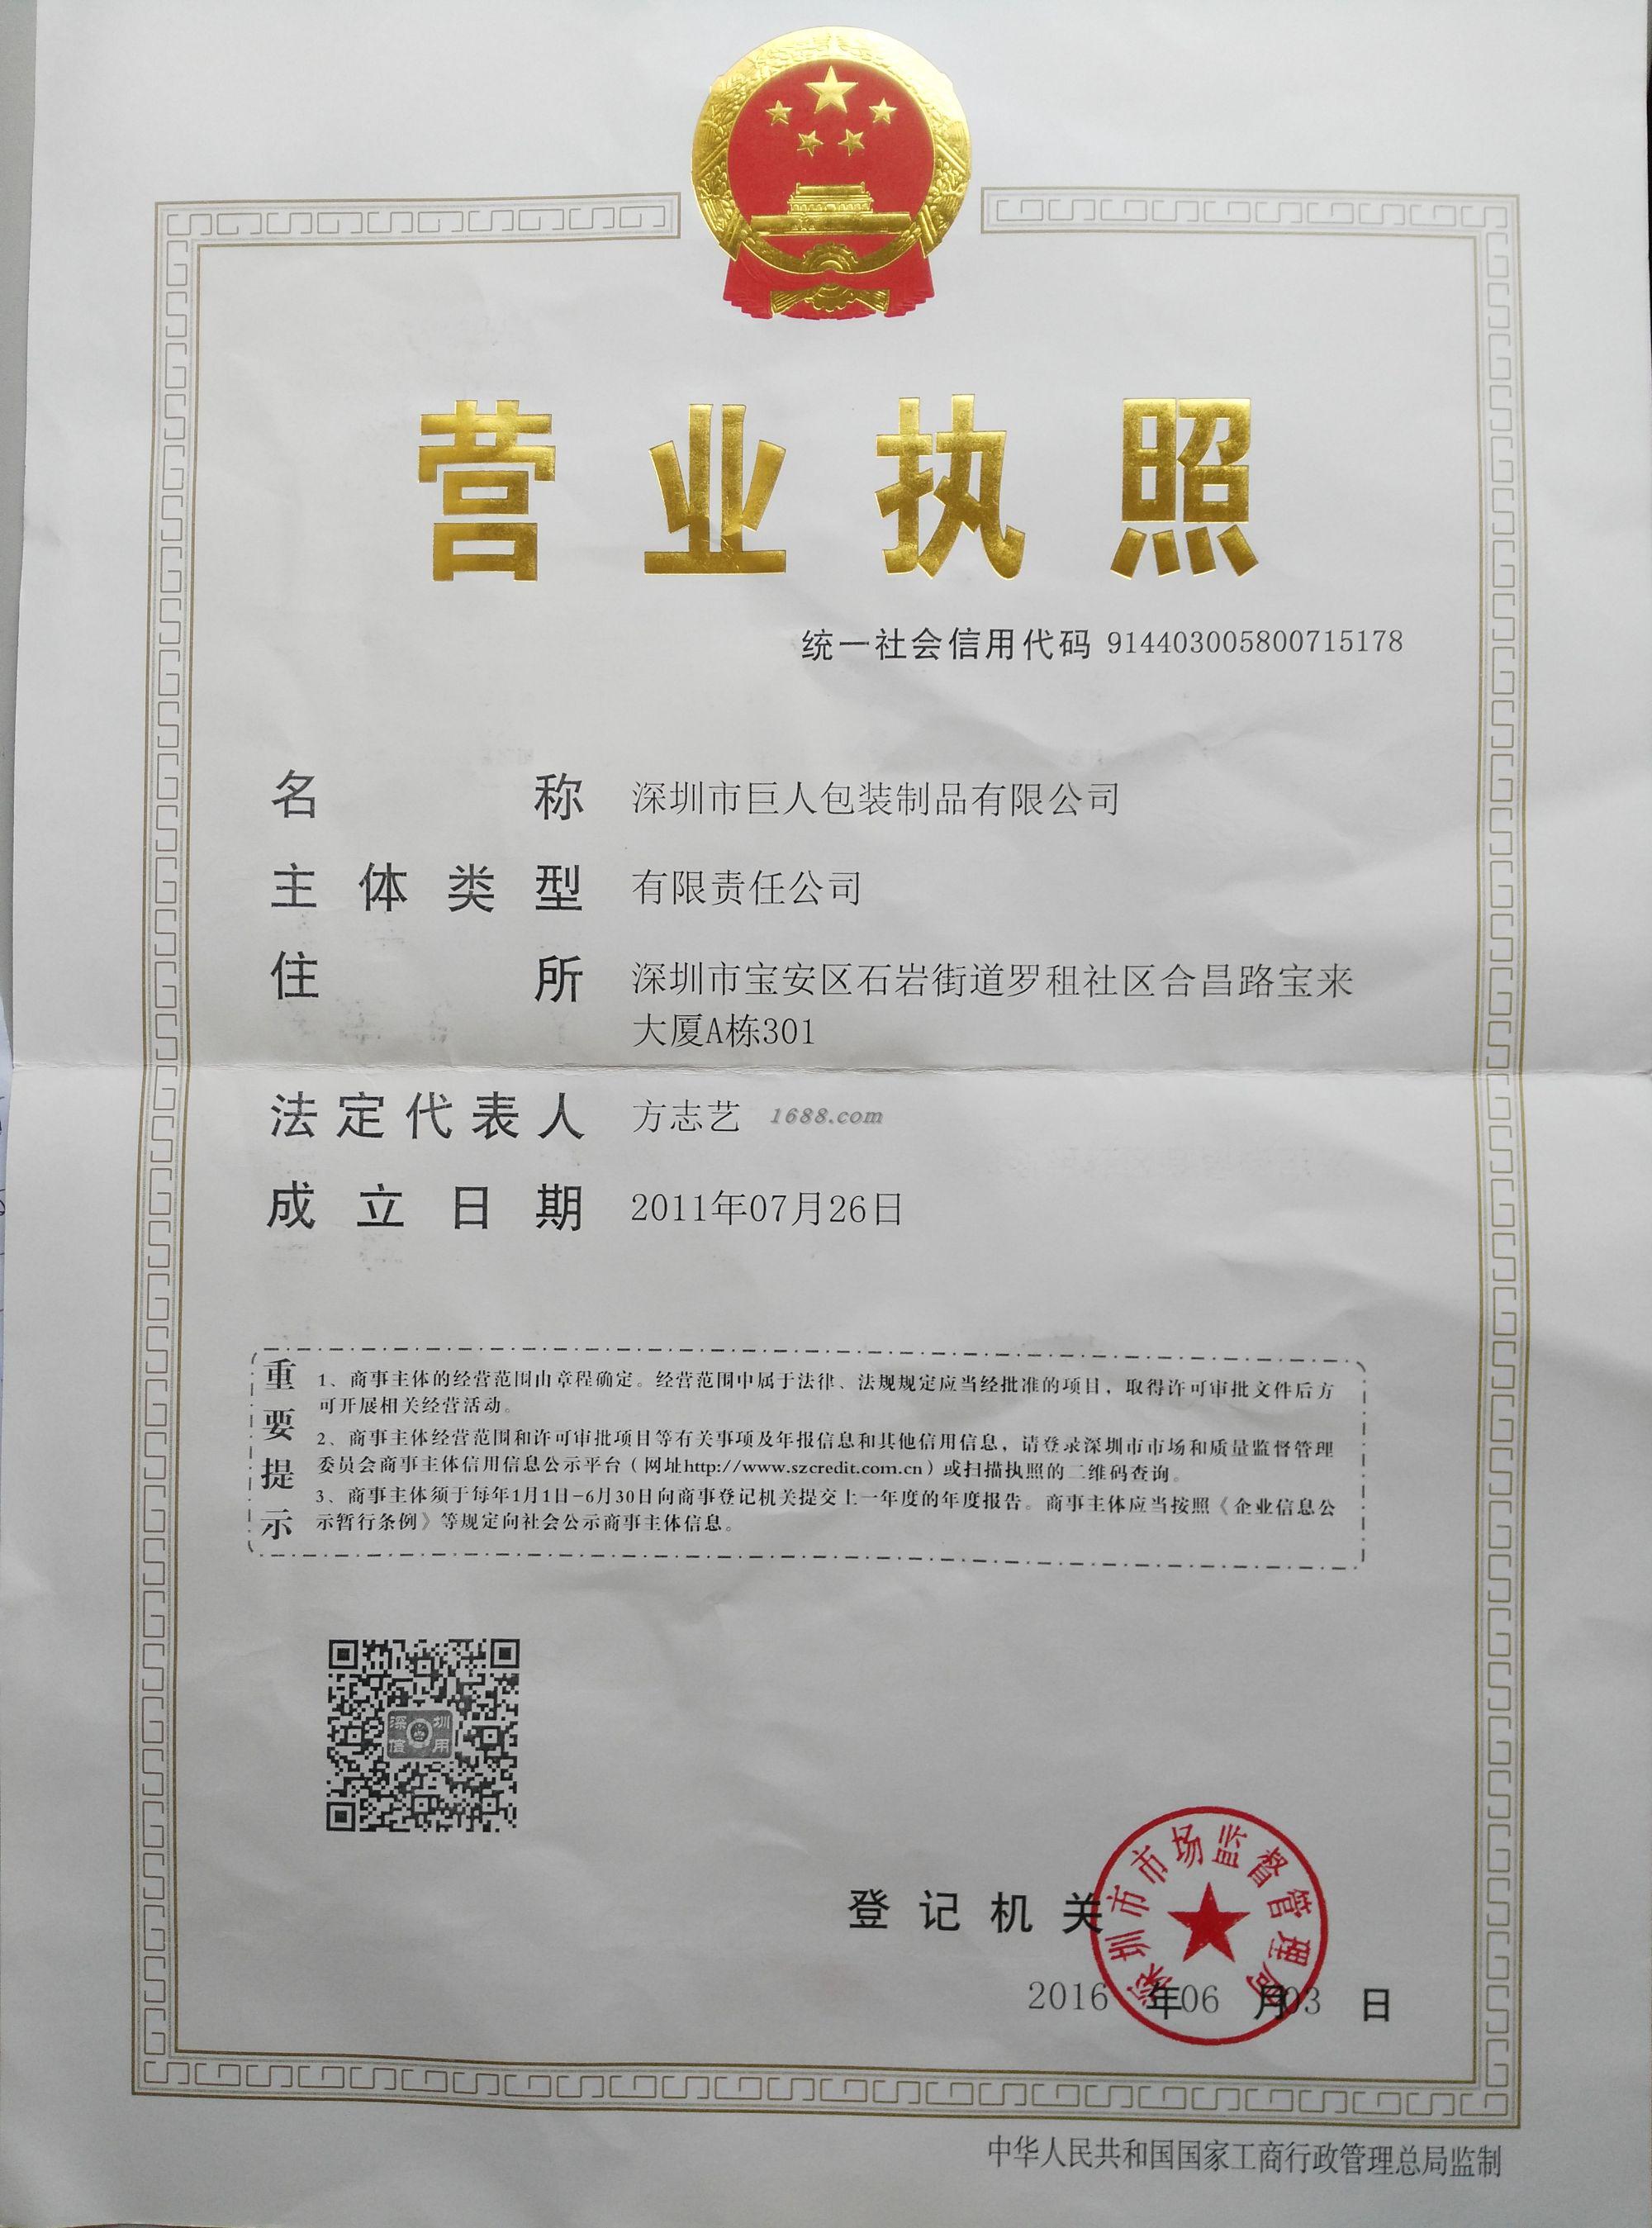 营业执照
统一社会信用代码 914403005800715178
名称 深圳市巨人包装制品有限公司
主体类型 有限责任公司
住所 深圳市宝安区石岩街道罗租社区合昌路宝来
大厦A栋301
法定代表人 方志艺 1688.com
成立日期 2011年07月26日
重要提示
1、商事主体的经营范围由章程确定。经营范围中属于法律、法规规定应当经批准的项目，取得许可审批文件后方
可开展相关经营活动。
2、商事主体经营范围和许可审批项目等有关事项及年报信息和其他信用信息，请登录深圳市市场和质量监督管理
委员会商事主体信用信息公示平台（网址http://www.szcredit.com.cn）或扫描执照的二维码查询。
3、商事主体须于每年1月1日-6月30日向商事登记机关提交上一年度的年度报告。商事主体应当按照《企业信息公
示暂行条例》等规定向社会公示商事主体信息。
深圳
信用
登记机关
深圳市市场监督管理局
2016年06月03日
中华人民共和国国家工商行政管理总局监制